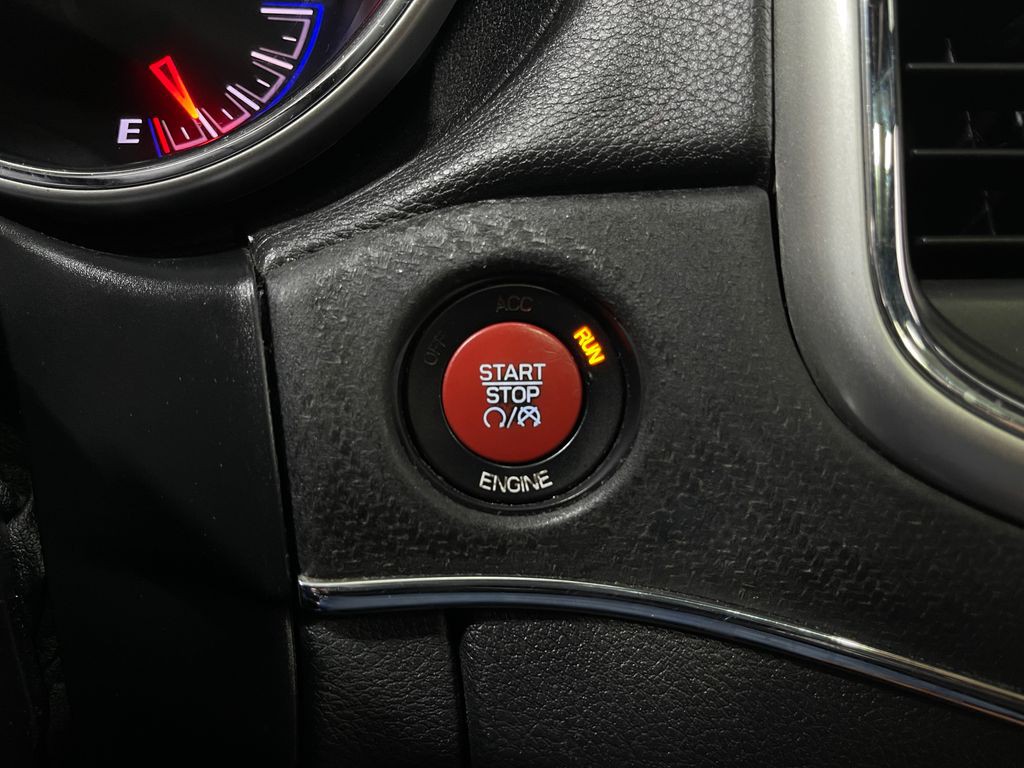 E
ACC
OFF
RUN
START
STOP
ENGINE